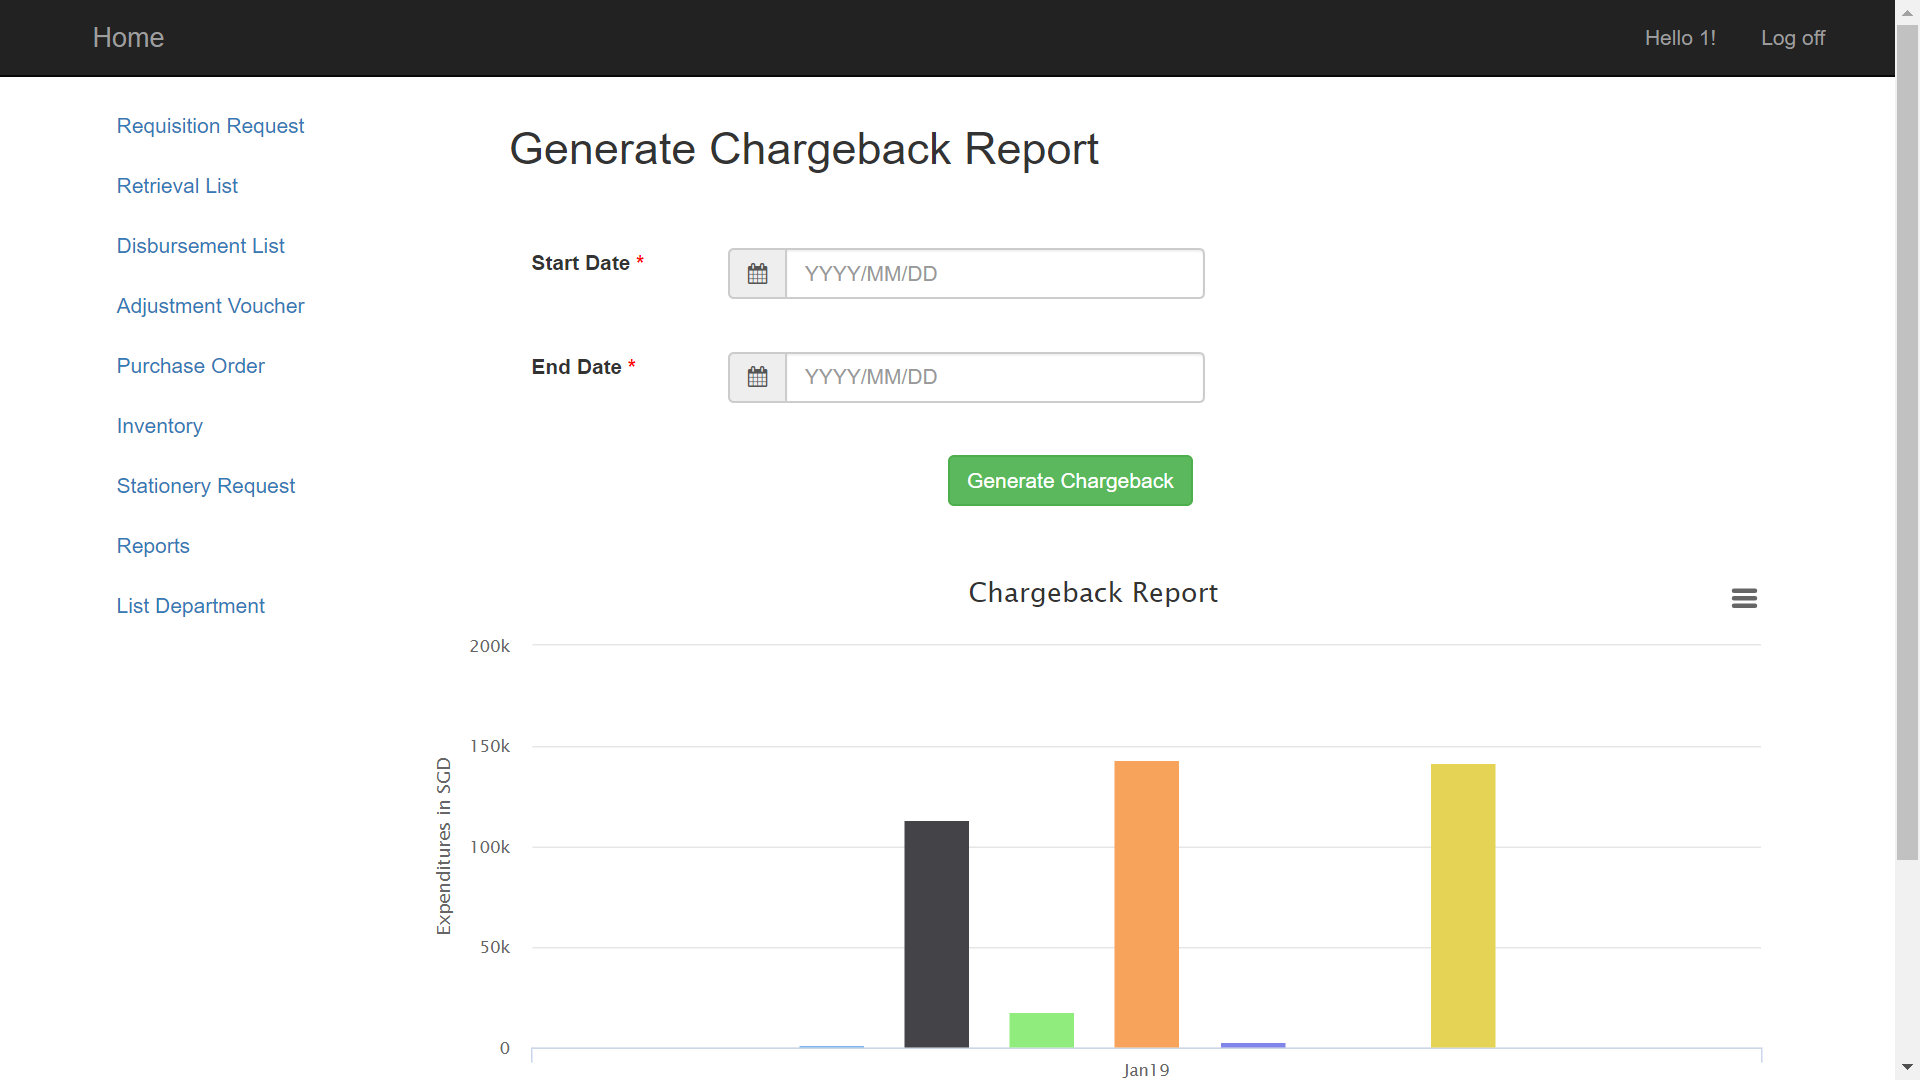 Home
Hello 1!
Log off
Requisition Request
Retrieval List
Disbursement List
Adjustment Voucher
Purchase Order
Inventory
Stationery Request
Reports
List Department
Generate Chargeback Report
Start Date *
YYYY/MM/DD
End Date *
YYYY/MM/DD
Generate Chargeback
Chargeback Report
Expenditures in SGD
200k
150k
100k
50k
0
Jan19